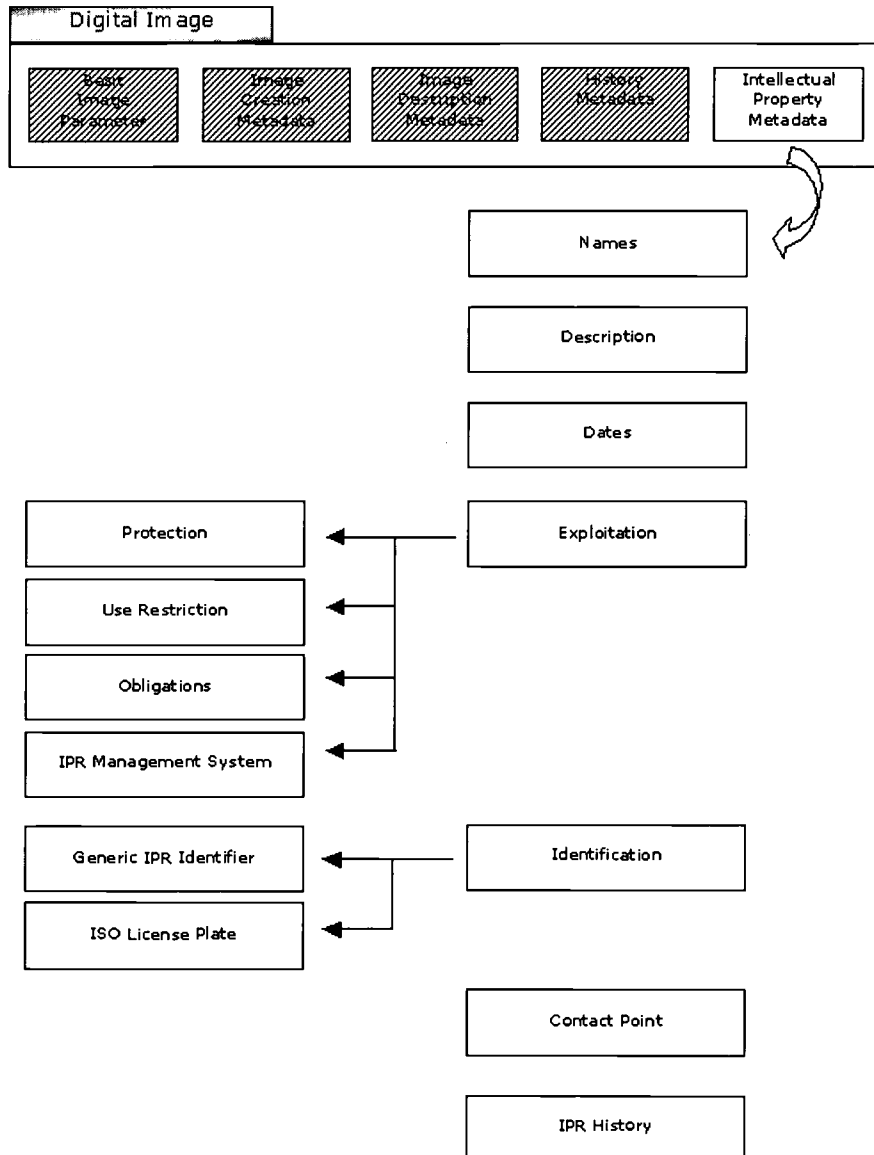 Digital Image
Basic
Image
Parameter
Image
Creation
Metadata
Image
Description
Metadata
History
Metadata
Intellectual
Property
Metadata
Names
Description
Dates
Protection
Exploitation
Use Restriction
Obligations
IPR Management System
Generic IPR Identifier
Identification
ISO License Plate
Contact Point
IPR History